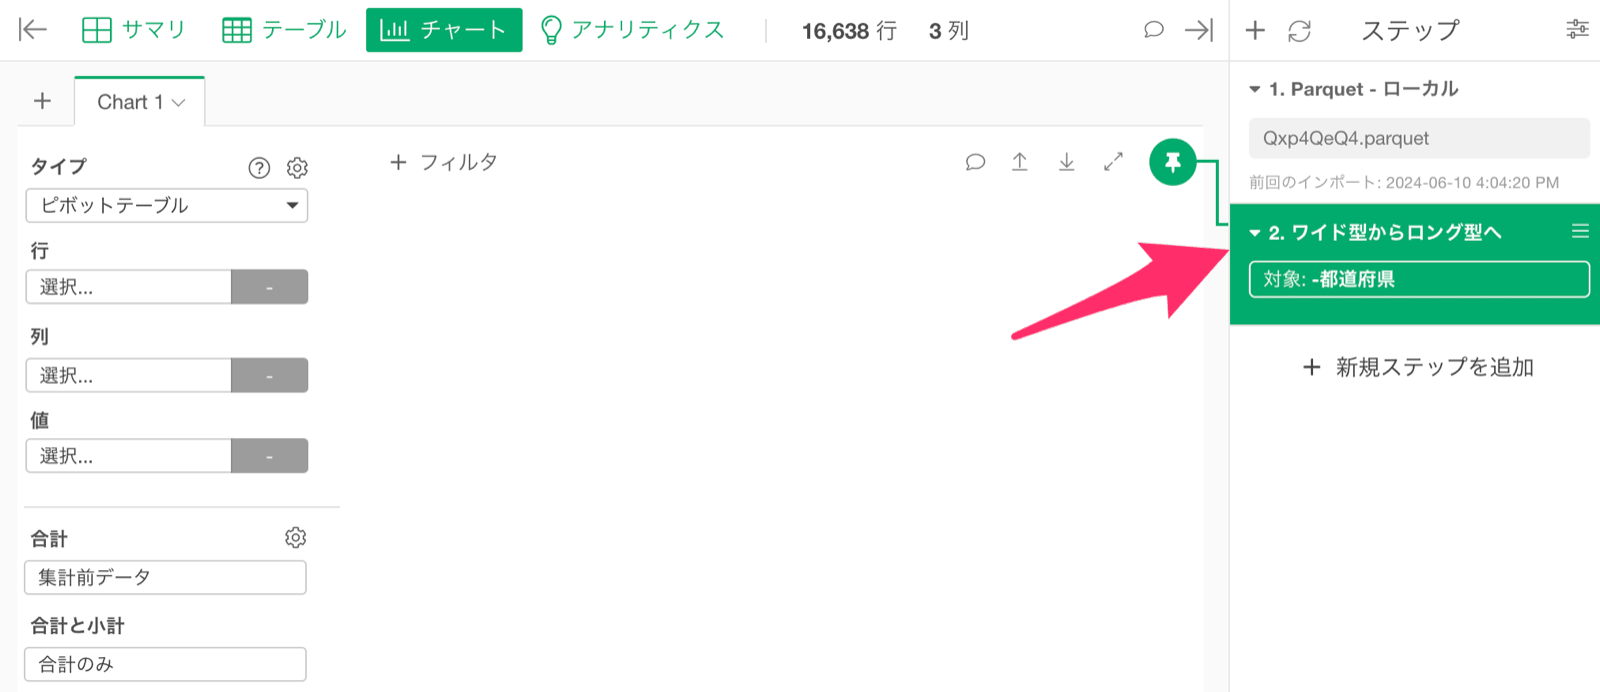 サマリ テーブル チャート アナリティクス 16,638 行 3 列
ステップ
Chart 1
1. Parquet - ローカル
Qxp4QeQ4.parquet
前回のインポート: 2024-06-10 4:04:20 PM
2. ワイド型からロング型へ
対象: -都道府県
新規ステップを追加
タイプ
フィルタ
ピボットテーブル
行
選択... -
列
選択... -
値
選択... -
合計
集計前データ
合計と小計
合計のみ